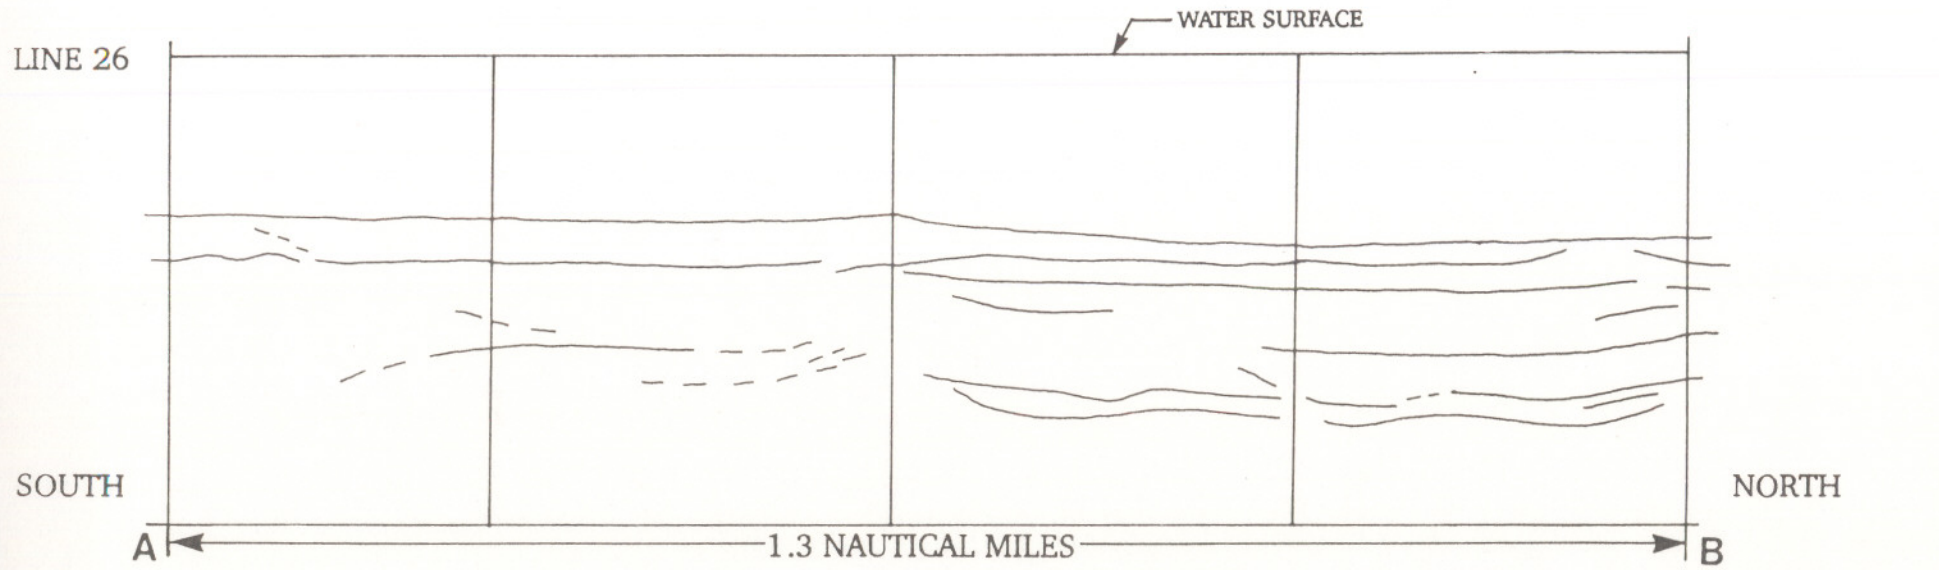 WATER SURFACE
LINE 26
SOUTH
NORTH
A
1.3 NAUTICAL MILES
B